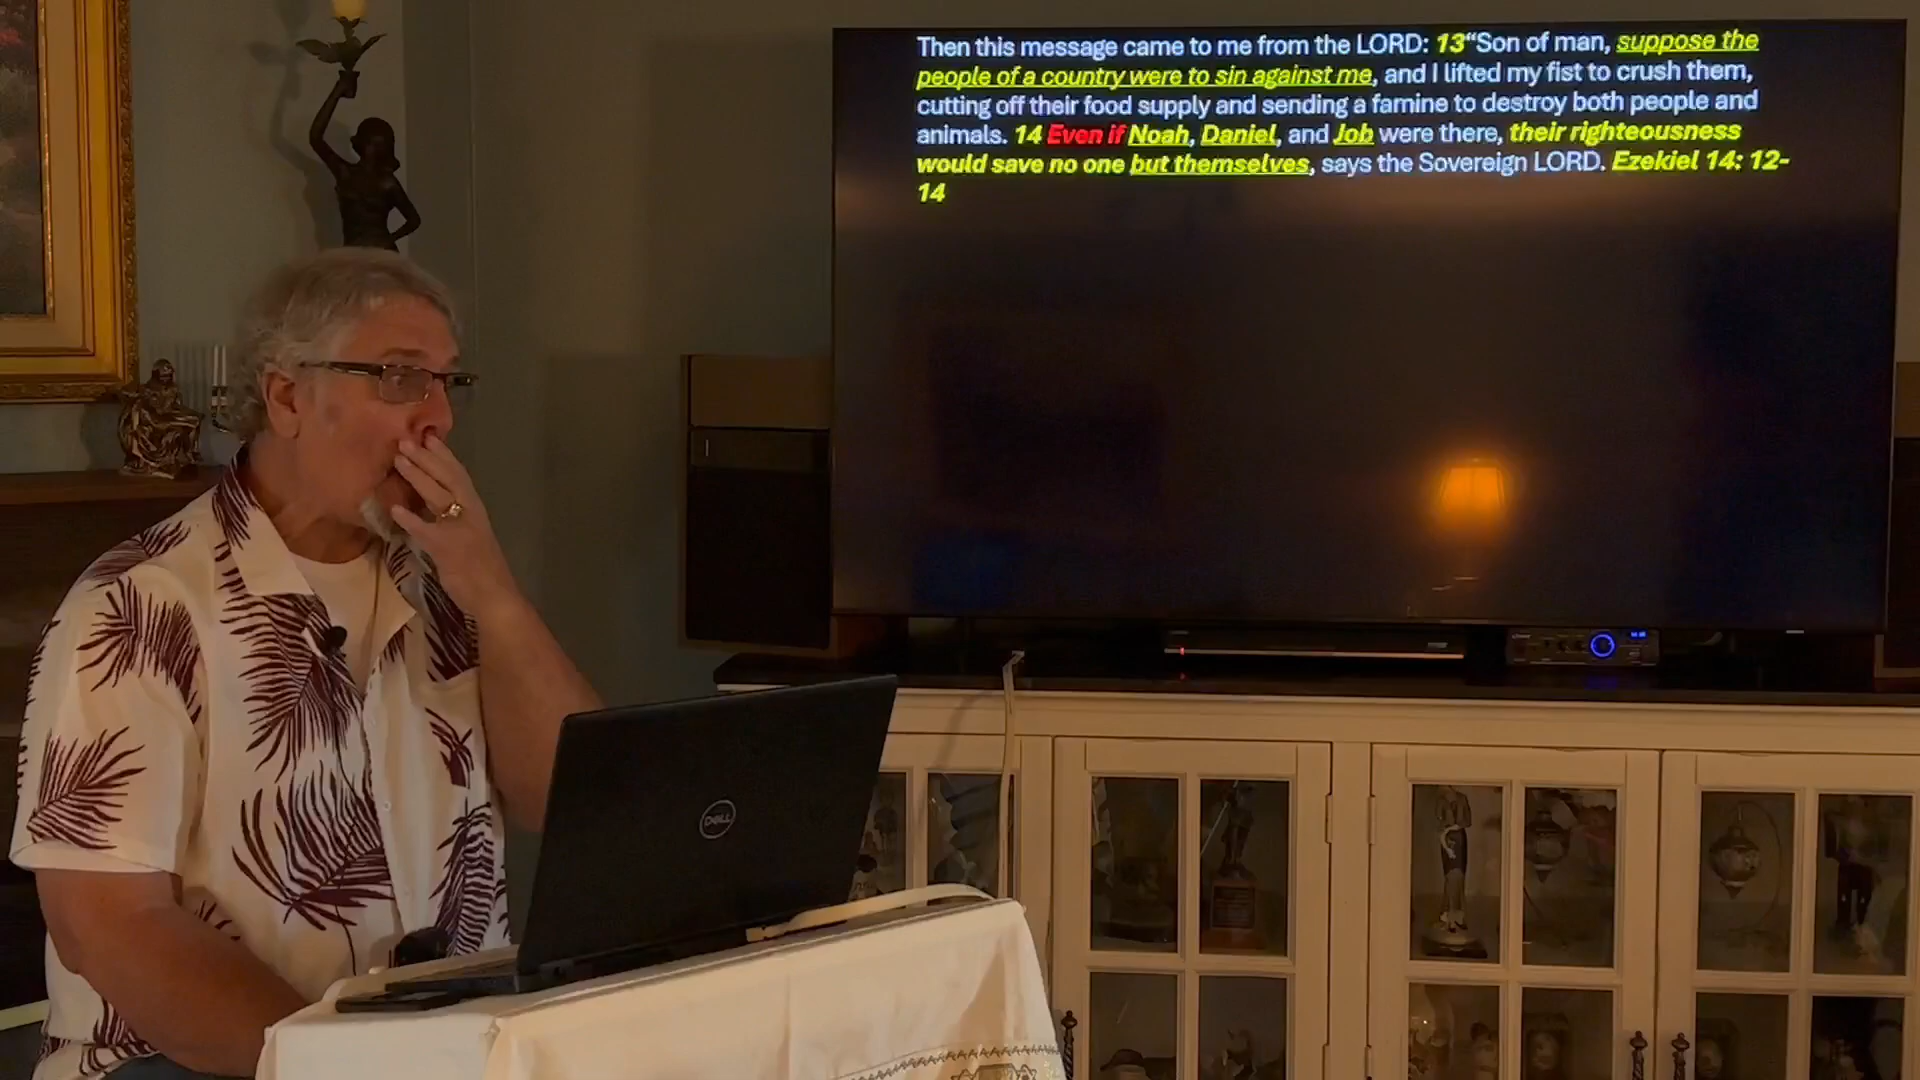 Then this message came to me from the LORD: 13“Son of man, suppose the
people of a country were to sin against me, and I lifted my fist to crush them,
cutting off their food supply and sending a famine to destroy both people and
animals. 14 Even if Noah, Daniel, and Job were there, their righteousness
would save no one but themselves, says the Sovereign LORD. Ezekiel 14: 12-
14
DELL